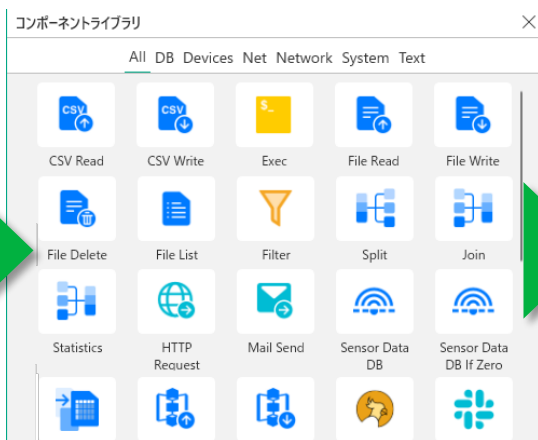 コンポーネントライブラリ
All DB Devices Net Network System Text
CSV CSV $_
CSV Read CSV Write Exec File Read File Write
File Delete File List Filter Split Join
Statistics HTTP Request Mail Send Sensor Data DB Sensor Data DB If Zero